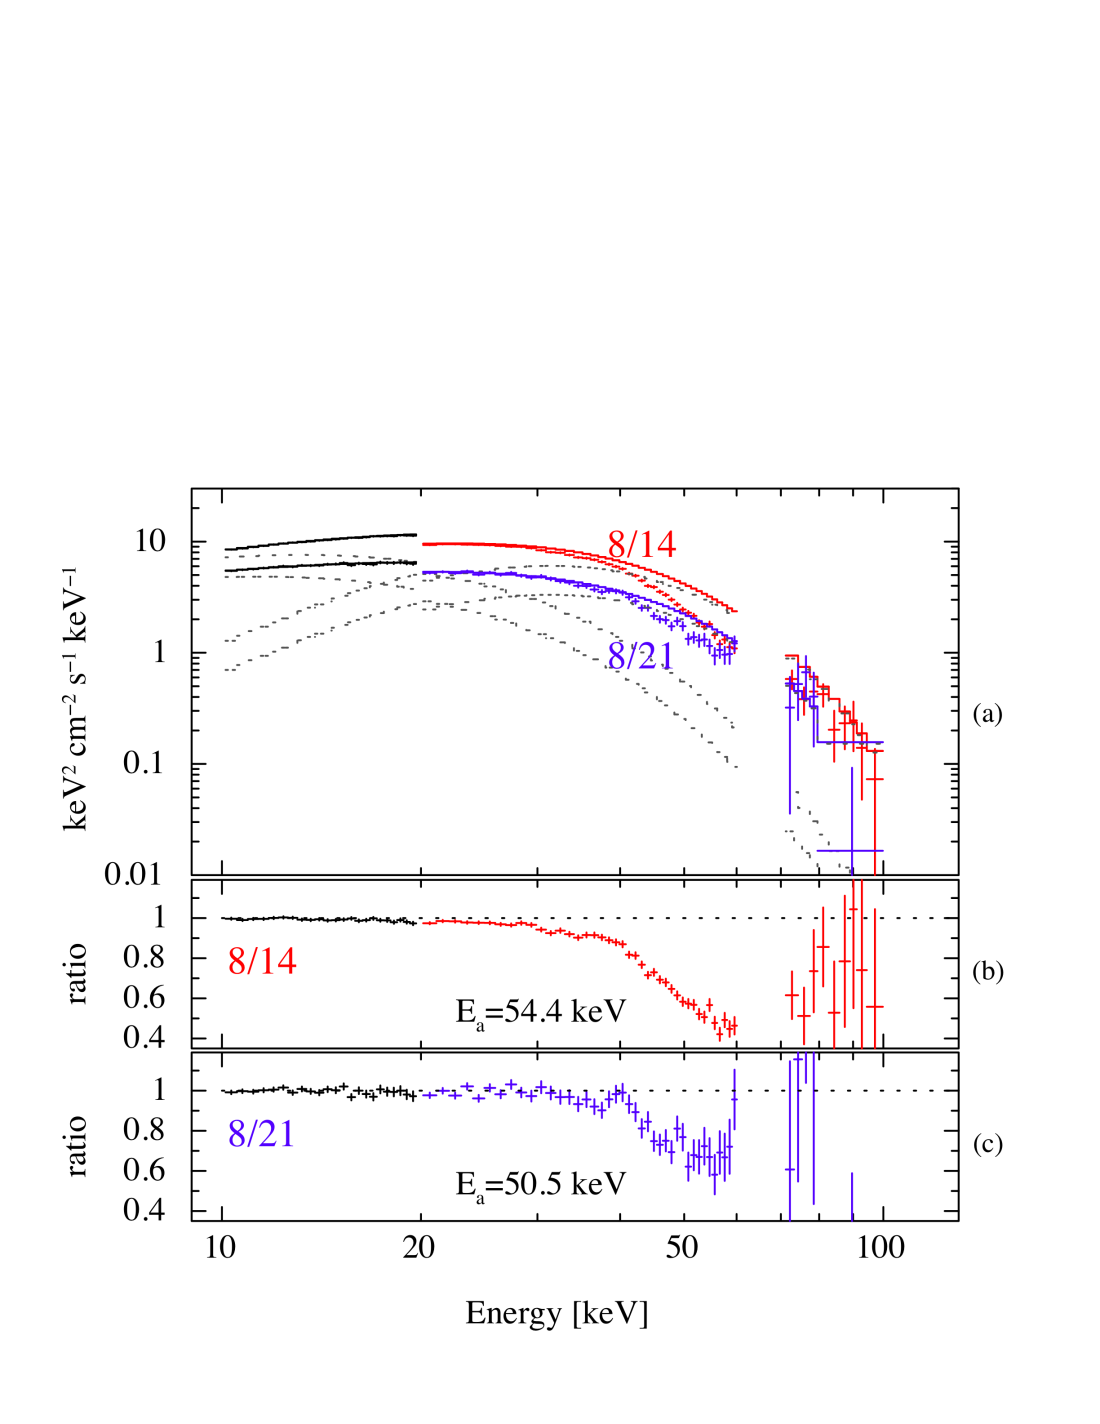 10
1
0.1
0.01
keV² cm⁻² s⁻¹ keV⁻¹
8/14
8/21
(a)
1
0.8
0.6
0.4
ratio
8/14
Eₐ=54.4 keV
(b)
1
0.8
0.6
0.4
ratio
8/21
Eₐ=50.5 keV
(c)
10 20 50 100
Energy [keV]